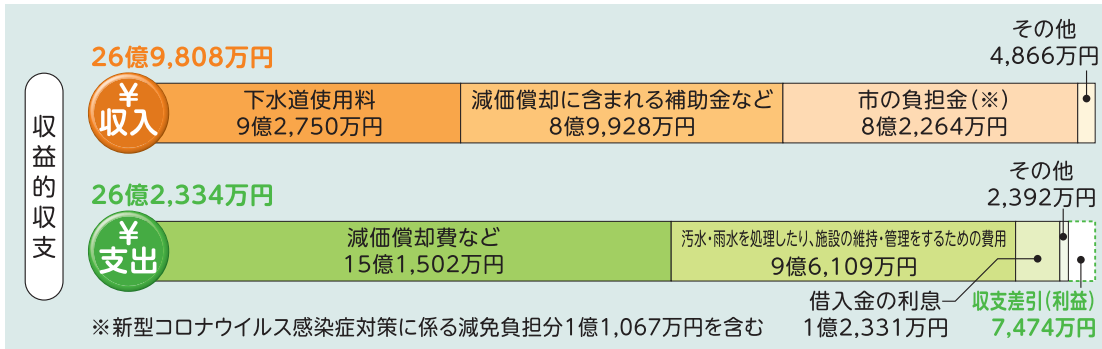 収益的収支
26億9,808万円
¥
収入
下水道使用料
9億2,750万円
減価償却に含まれる補助金など
8億9,928万円
市の負担金(※)
8億2,264万円
その他
4,866万円
26億2,334万円
¥
支出
減価償却費など
15億1,502万円
汚水・雨水を処理したり、施設の維持・管理をするための費用
9億6,109万円
借入金の利息
1億2,331万円
その他
2,392万円
収支差引(利益)
7,474万円
※新型コロナウイルス感染症対策に係る減免負担分1億1,067万円を含む